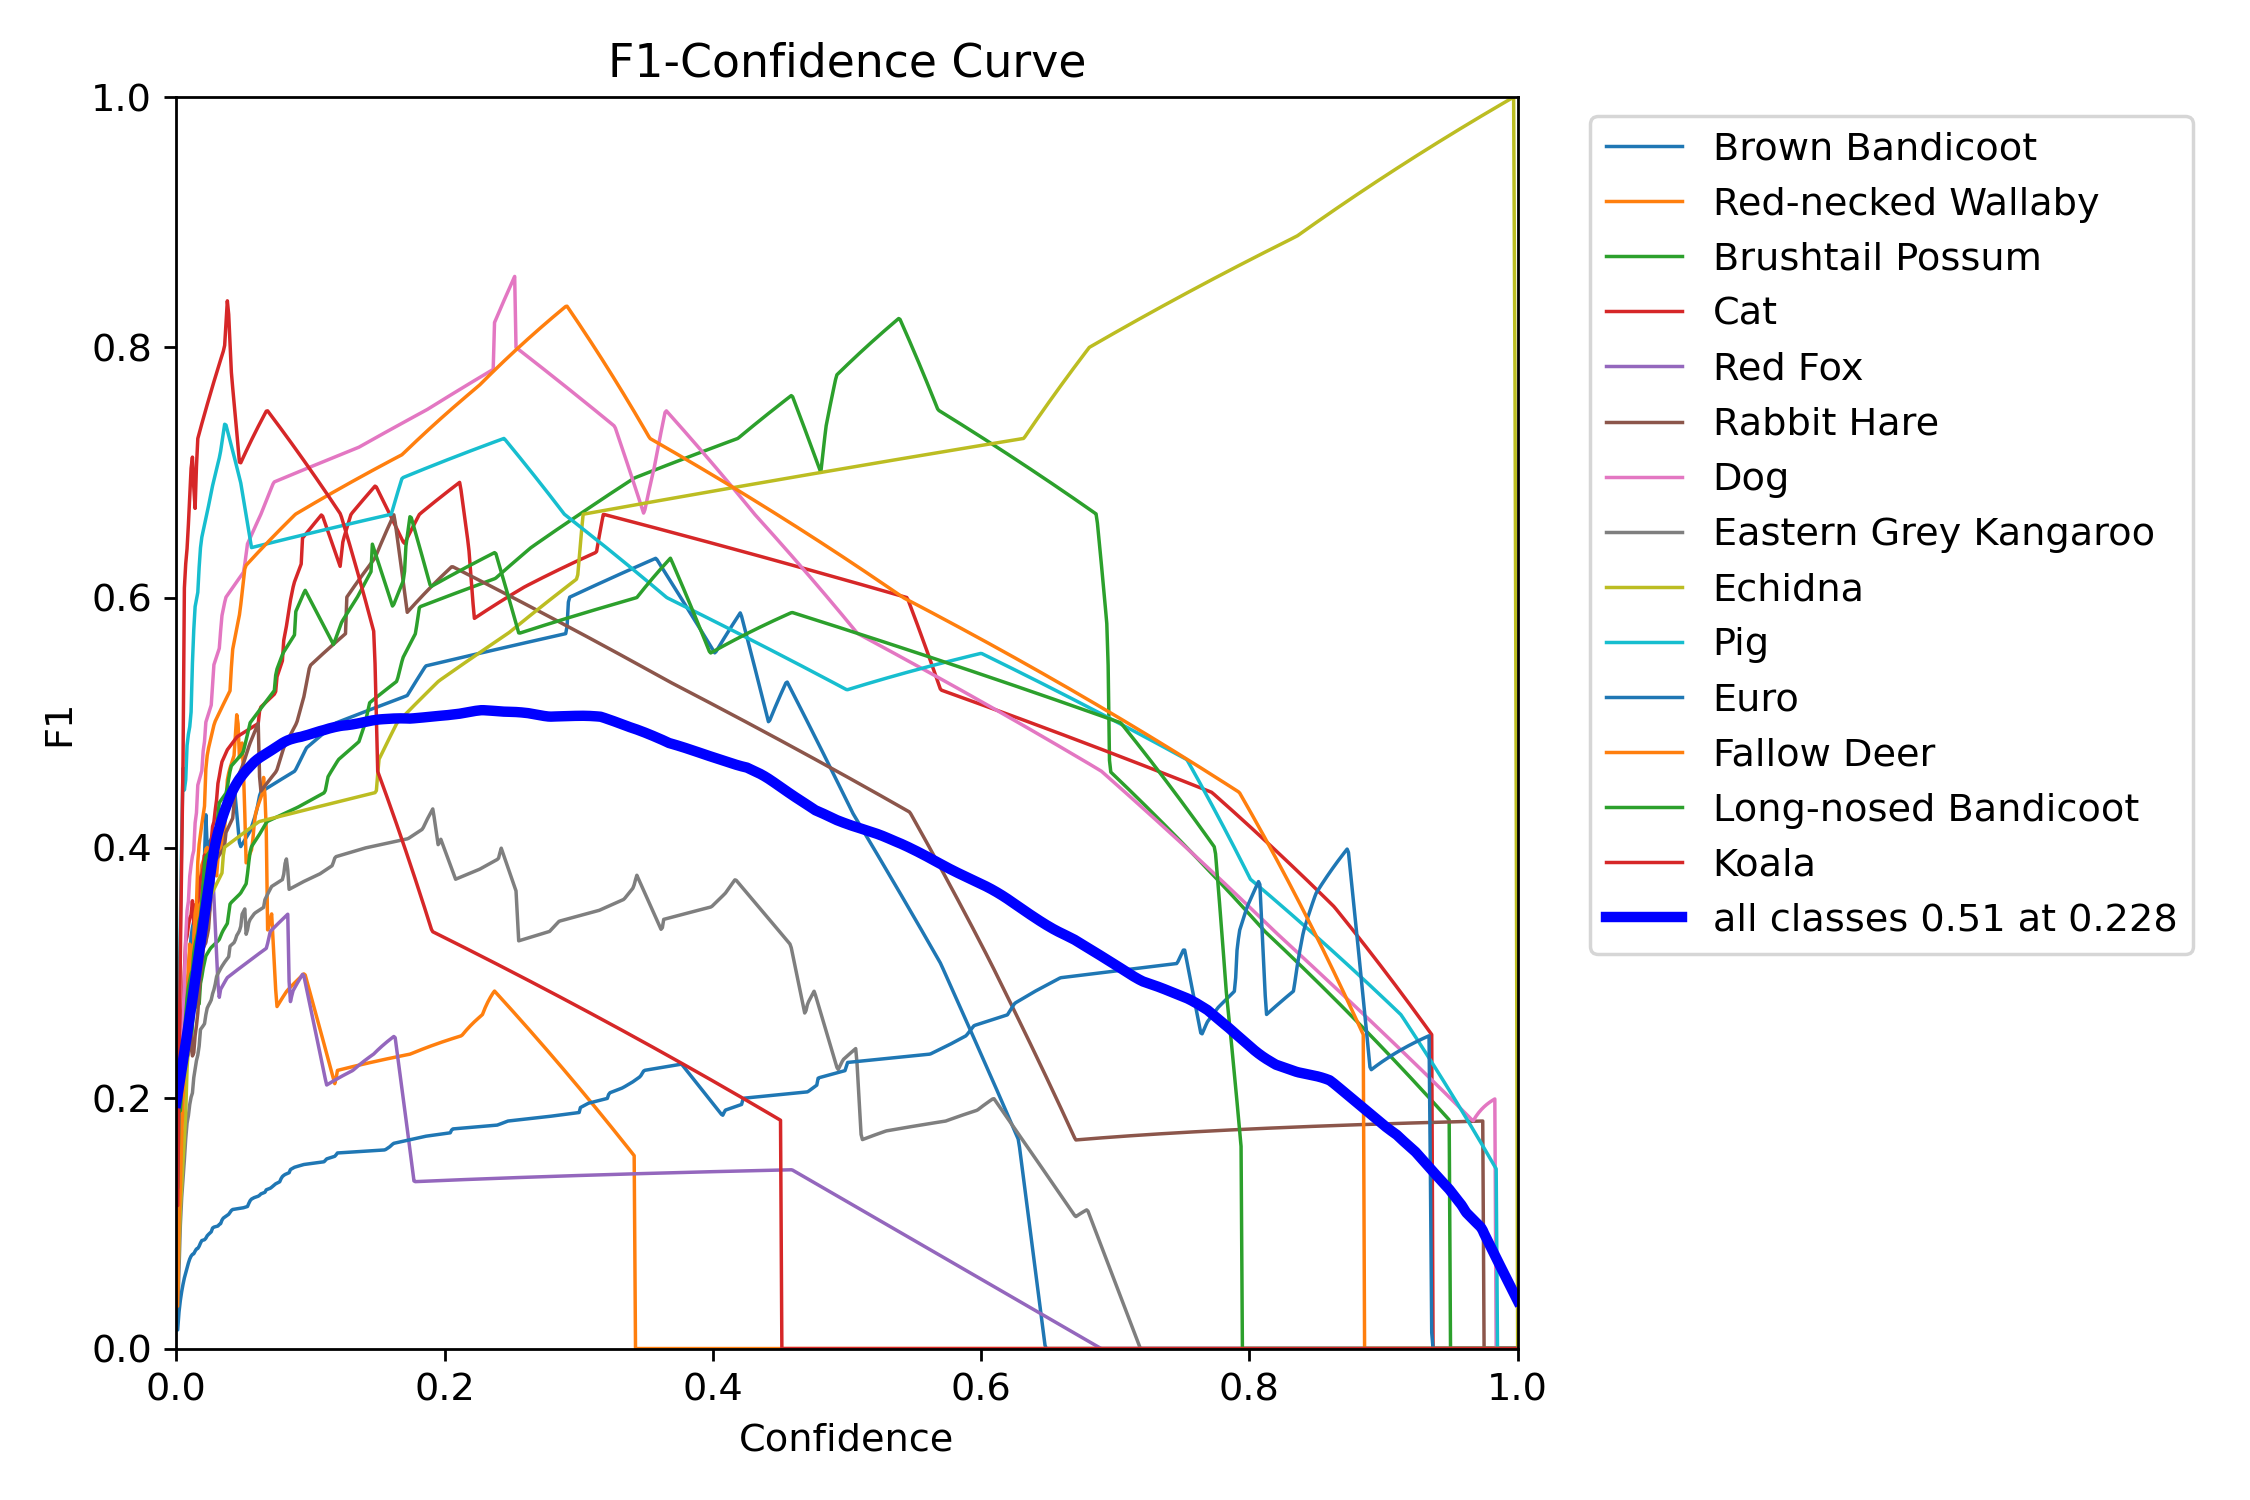 F1-Confidence Curve
1.0
0.8
0.6
0.4
0.2
0.0
F1
0.0 0.2 0.4 0.6 0.8 1.0
Confidence
Brown Bandicoot
Red-necked Wallaby
Brushtail Possum
Cat
Red Fox
Rabbit Hare
Dog
Eastern Grey Kangaroo
Echidna
Pig
Euro
Fallow Deer
Long-nosed Bandicoot
Koala
all classes 0.51 at 0.228